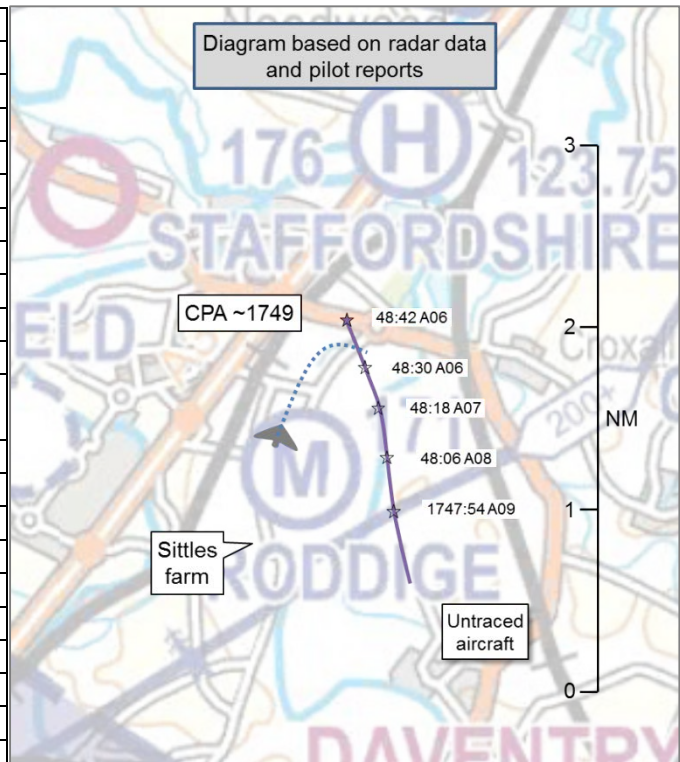 Needwood
Diagram based on radar data
and pilot reports
H
176
123.75
STAFFORDSHIRE
3
CPA ~1749
48:42 A06
2
ELD
48:30 A06
Croxall
200+
48:18 A07
71
NM
M
48:06 A08
1747:54 A09
1
Sittles
farm
RODDIGE
Untraced
aircraft
0
DAVENTRY